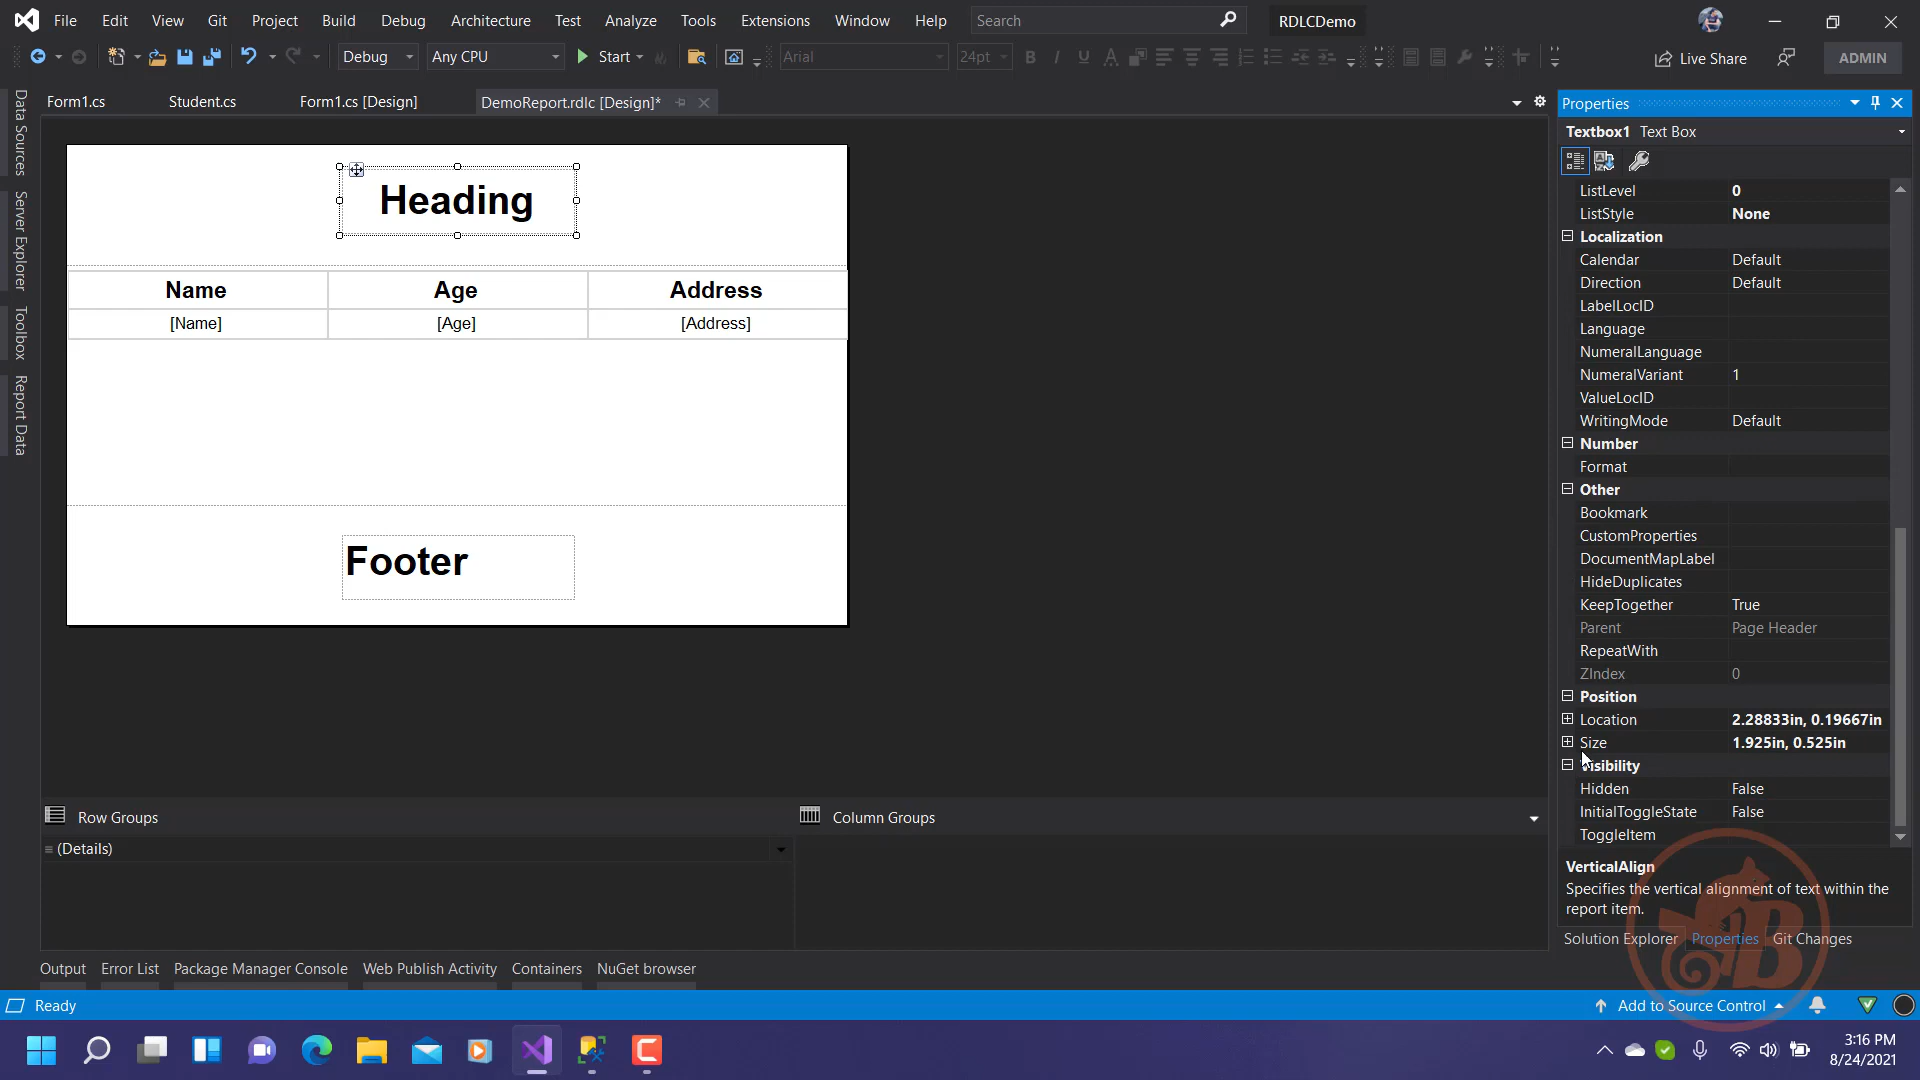 File Edit View Git Project Build Debug Architecture Test Tools Analyze Extensions Window Help Search RDLCDemo
Debug Any CPU Start Arial 24pt Live Share ADMIN
Form1.cs Student.cs Form1.cs [Design] DemoReport.rdlc [Design]*
Data Sources
Server Explorer
Toolbox
Report Data
Heading
Name Age Address
[Name] [Age] [Address]
Footer
Row Groups
(Details)
Column Groups
Properties
Textbox1 Text Box
ListLevel 0
ListStyle None
Localization
Calendar Default
Direction Default
LabelLocID
Language
NumeralLanguage
NumeralVariant 1
ValueLocID
WritingMode Default
Number
Format
Other
Bookmark
CustomProperties
DocumentMapLabel
HideDuplicates
KeepTogether True
Parent Page Header
RepeatWith
ZIndex 0
Position
Location 2.28833in, 0.19667in
Size 1.925in, 0.525in
Visibility
Hidden False
InitialToggleState False
ToggleItem
VerticalAlign
Specifies the vertical alignment of text within the
report item.
Solution Explorer Properties Git Changes
Output Error List Package Manager Console Web Publish Activity Containers NuGet browser
Ready
Add to Source Control
3:16 PM
8/24/2021